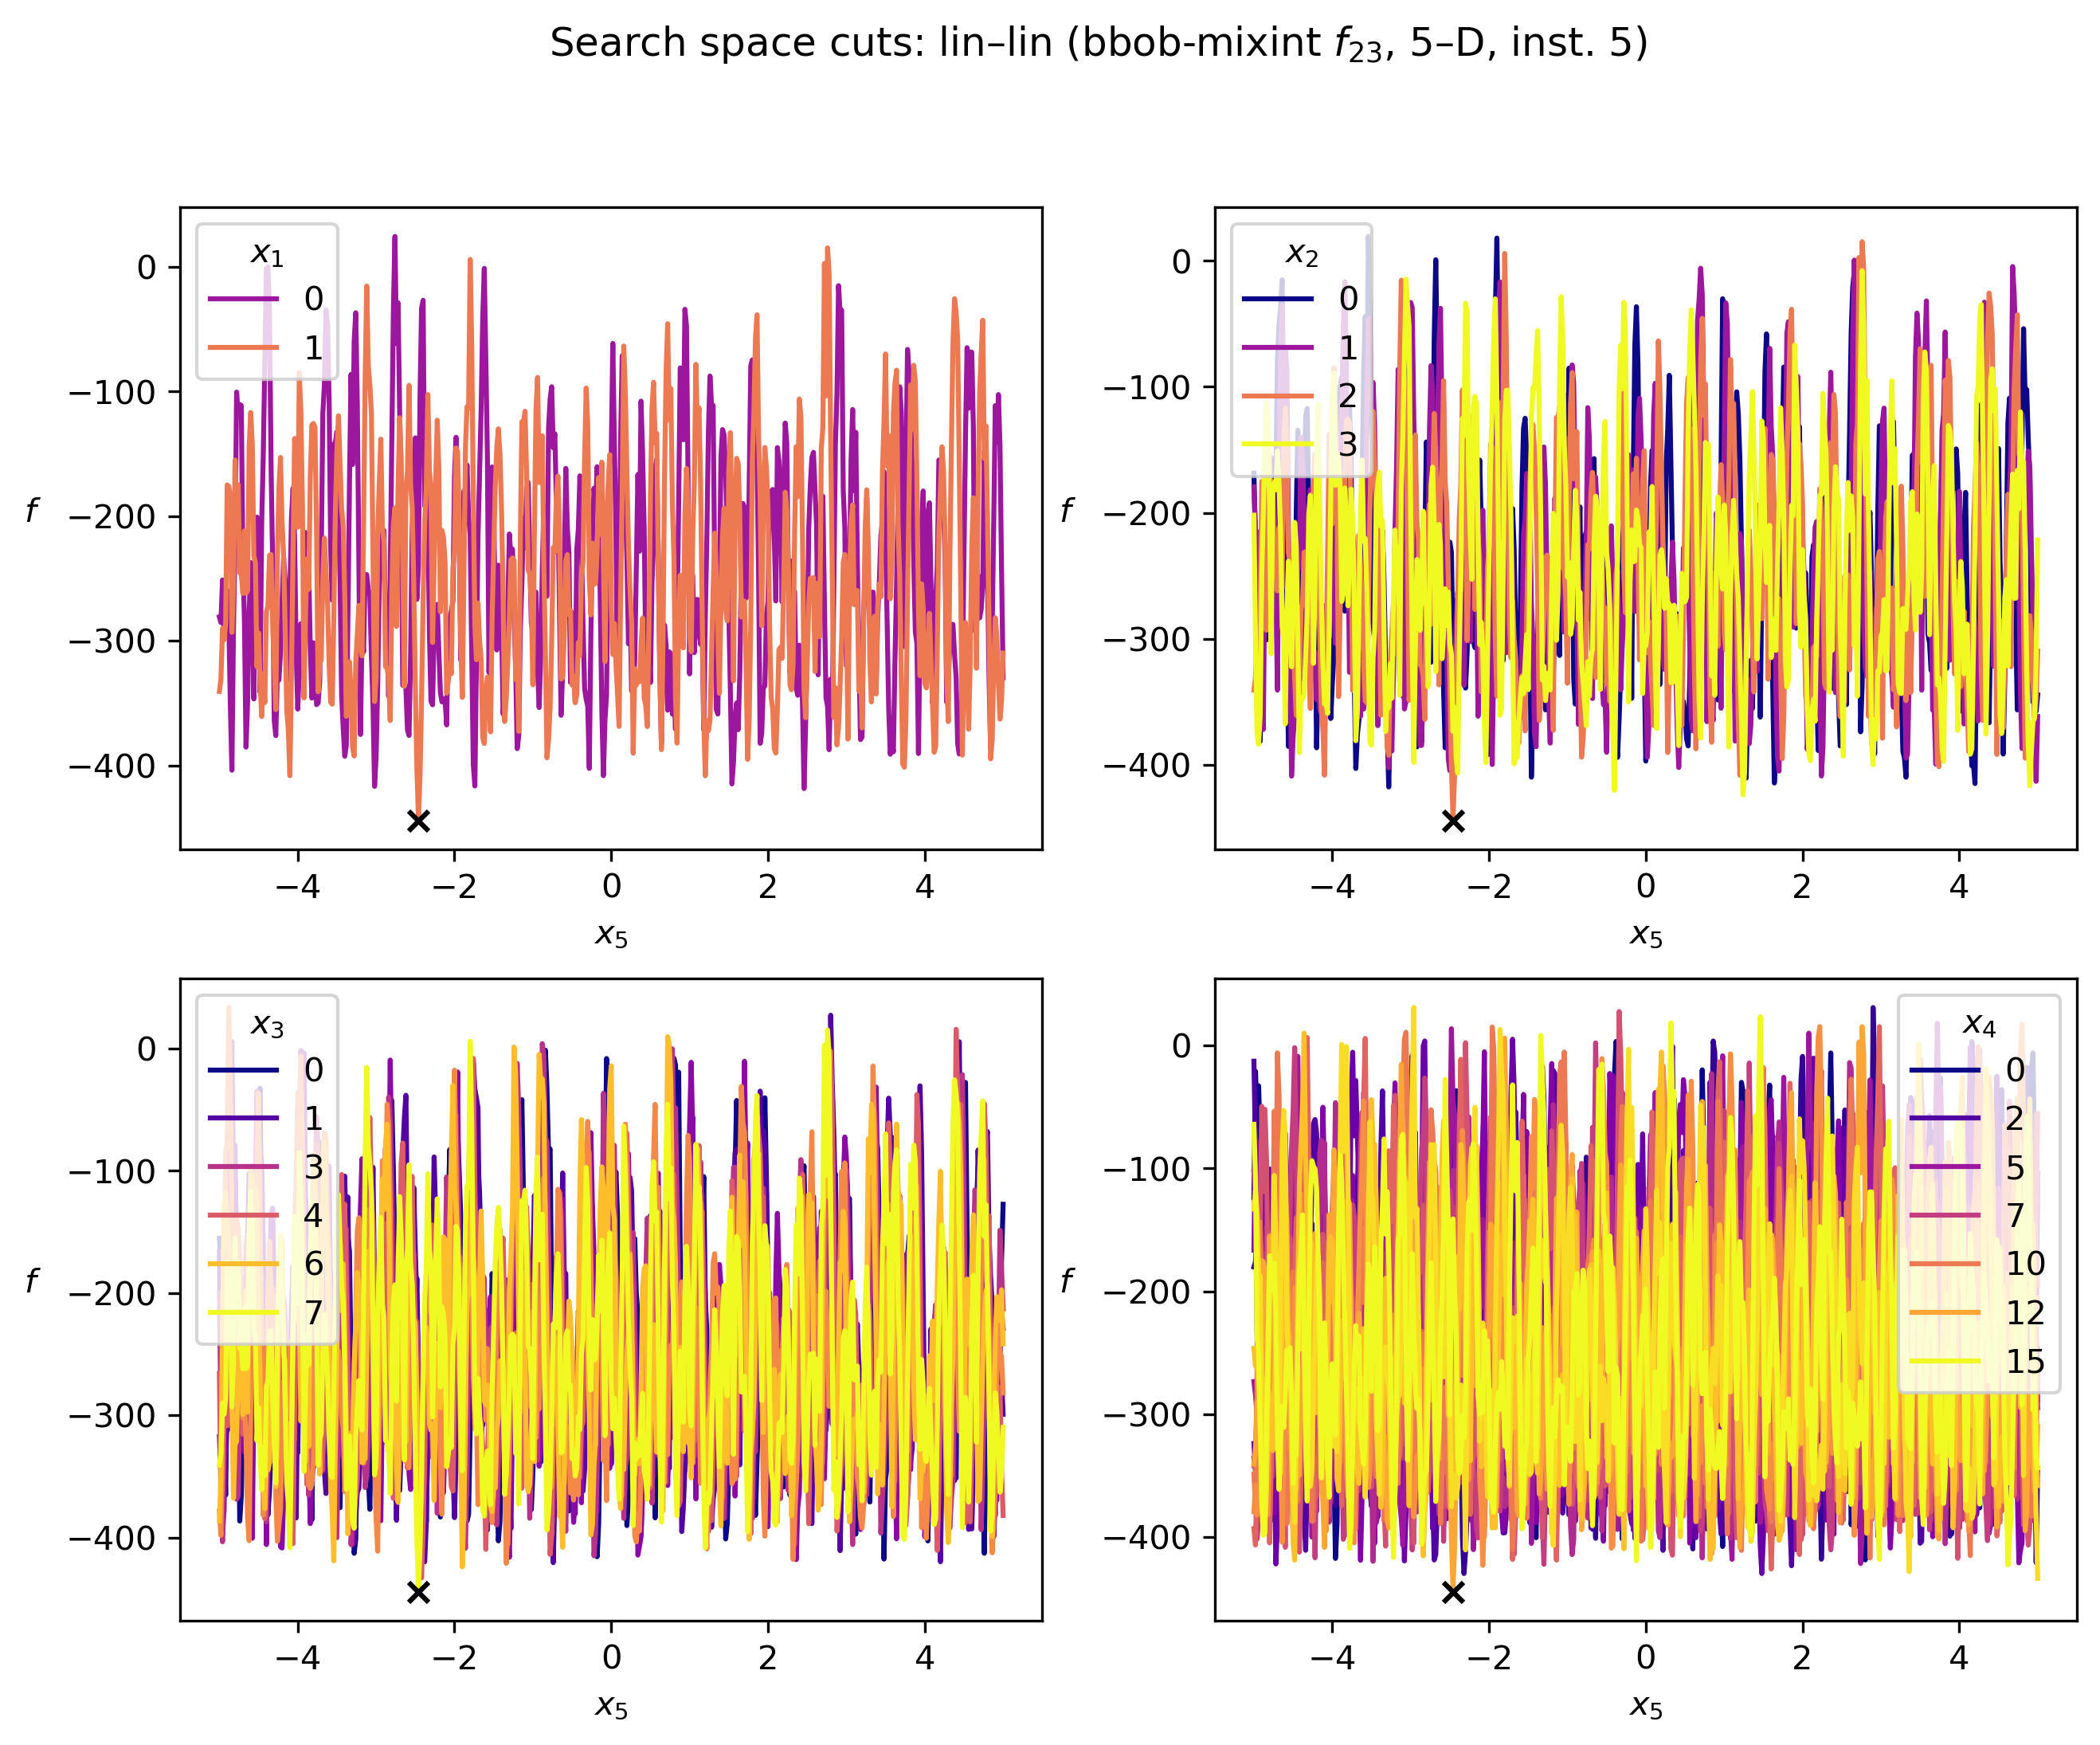 Search space cuts: lin–lin (bbob-mixint f₂₃, 5–D, inst. 5)
x₁
0
1
0
−100
−200
−300
−400
f
−4 −2 0 2 4
x₅
x₂
0
1
2
3
0
−100
−200
−300
−400
f
−4 −2 0 2 4
x₅
x₃
0
1
3
4
6
7
0
−100
−200
−300
−400
f
−4 −2 0 2 4
x₅
x₄
0
2
5
7
10
12
15
0
−100
−200
−300
−400
f
−4 −2 0 2 4
x₅